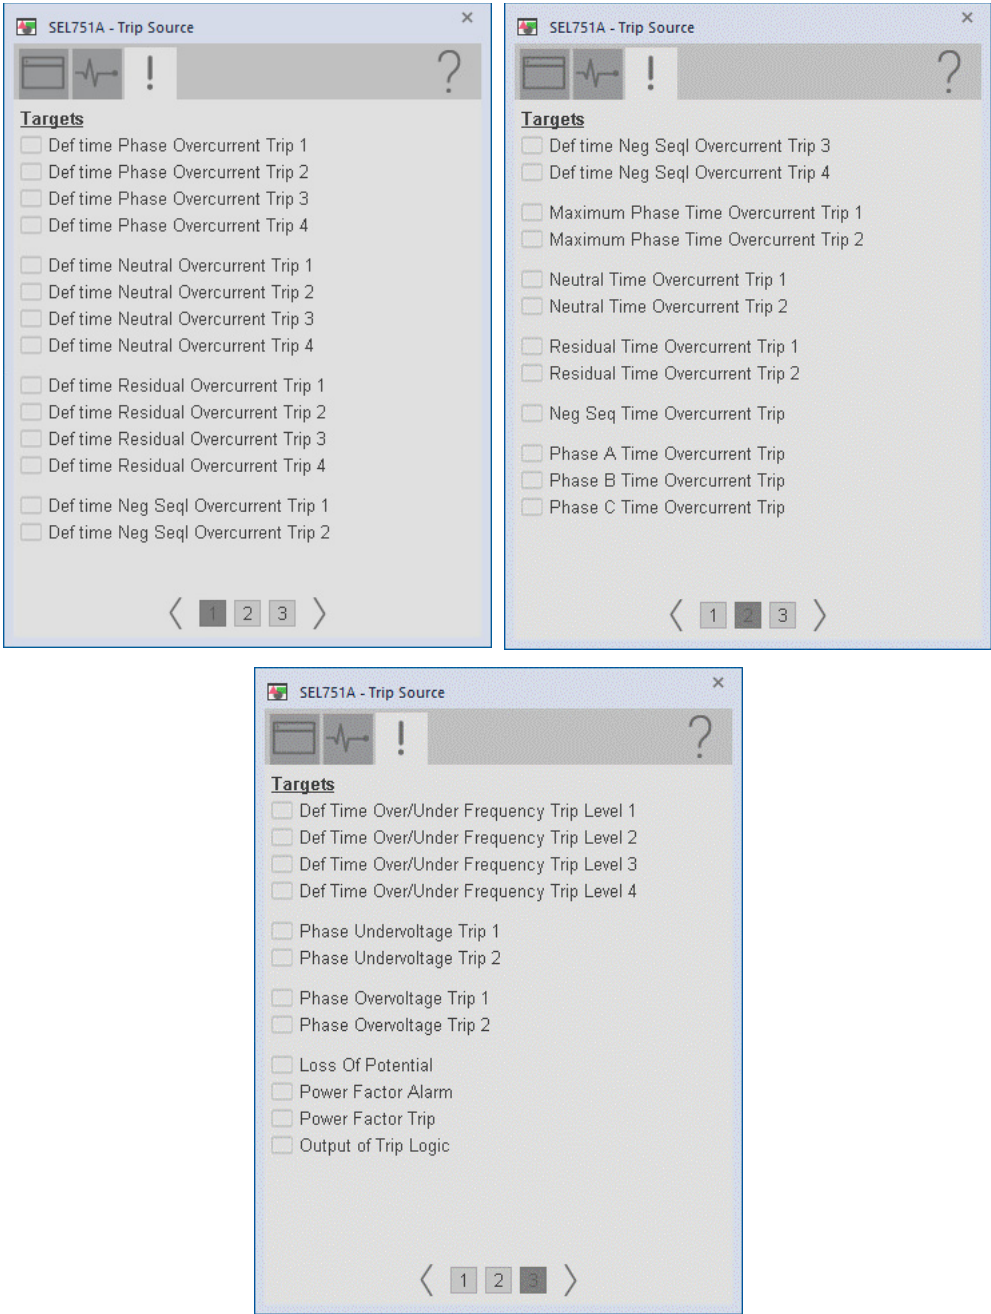 SEL751A - Trip Source
Targets
Def time Phase Overcurrent Trip 1
Def time Phase Overcurrent Trip 2
Def time Phase Overcurrent Trip 3
Def time Phase Overcurrent Trip 4
Def time Neutral Overcurrent Trip 1
Def time Neutral Overcurrent Trip 2
Def time Neutral Overcurrent Trip 3
Def time Neutral Overcurrent Trip 4
Def time Residual Overcurrent Trip 1
Def time Residual Overcurrent Trip 2
Def time Residual Overcurrent Trip 3
Def time Residual Overcurrent Trip 4
Def time Neg Seql Overcurrent Trip 1
Def time Neg Seql Overcurrent Trip 2
1 2 3
SEL751A - Trip Source
Targets
Def time Neg Seql Overcurrent Trip 3
Def time Neg Seql Overcurrent Trip 4
Maximum Phase Time Overcurrent Trip 1
Maximum Phase Time Overcurrent Trip 2
Neutral Time Overcurrent Trip 1
Neutral Time Overcurrent Trip 2
Residual Time Overcurrent Trip 1
Residual Time Overcurrent Trip 2
Neg Seq Time Overcurrent Trip
Phase A Time Overcurrent Trip
Phase B Time Overcurrent Trip
Phase C Time Overcurrent Trip
1 2 3
SEL751A - Trip Source
Targets
Def Time Over/Under Frequency Trip Level 1
Def Time Over/Under Frequency Trip Level 2
Def Time Over/Under Frequency Trip Level 3
Def Time Over/Under Frequency Trip Level 4
Phase Undervoltage Trip 1
Phase Undervoltage Trip 2
Phase Overvoltage Trip 1
Phase Overvoltage Trip 2
Loss Of Potential
Power Factor Alarm
Power Factor Trip
Output of Trip Logic
1 2 3